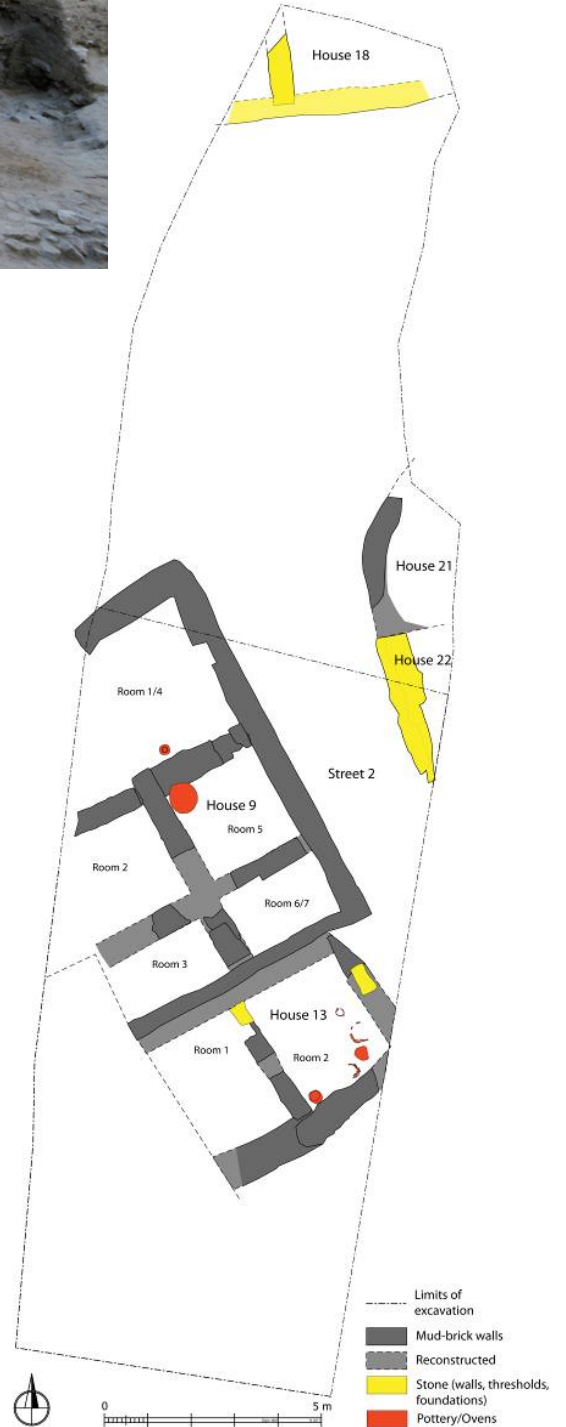 House 18
House 21
House 22
Room 1/4
Street 2
House 9
Room 5
Room 2
Room 6/7
Room 3
House 13
Room 1
Room 2
Limits of
excavation
Mud-brick walls
Reconstructed
Stone (walls, thresholds,
foundations)
Pottery/Ovens
0
5 m